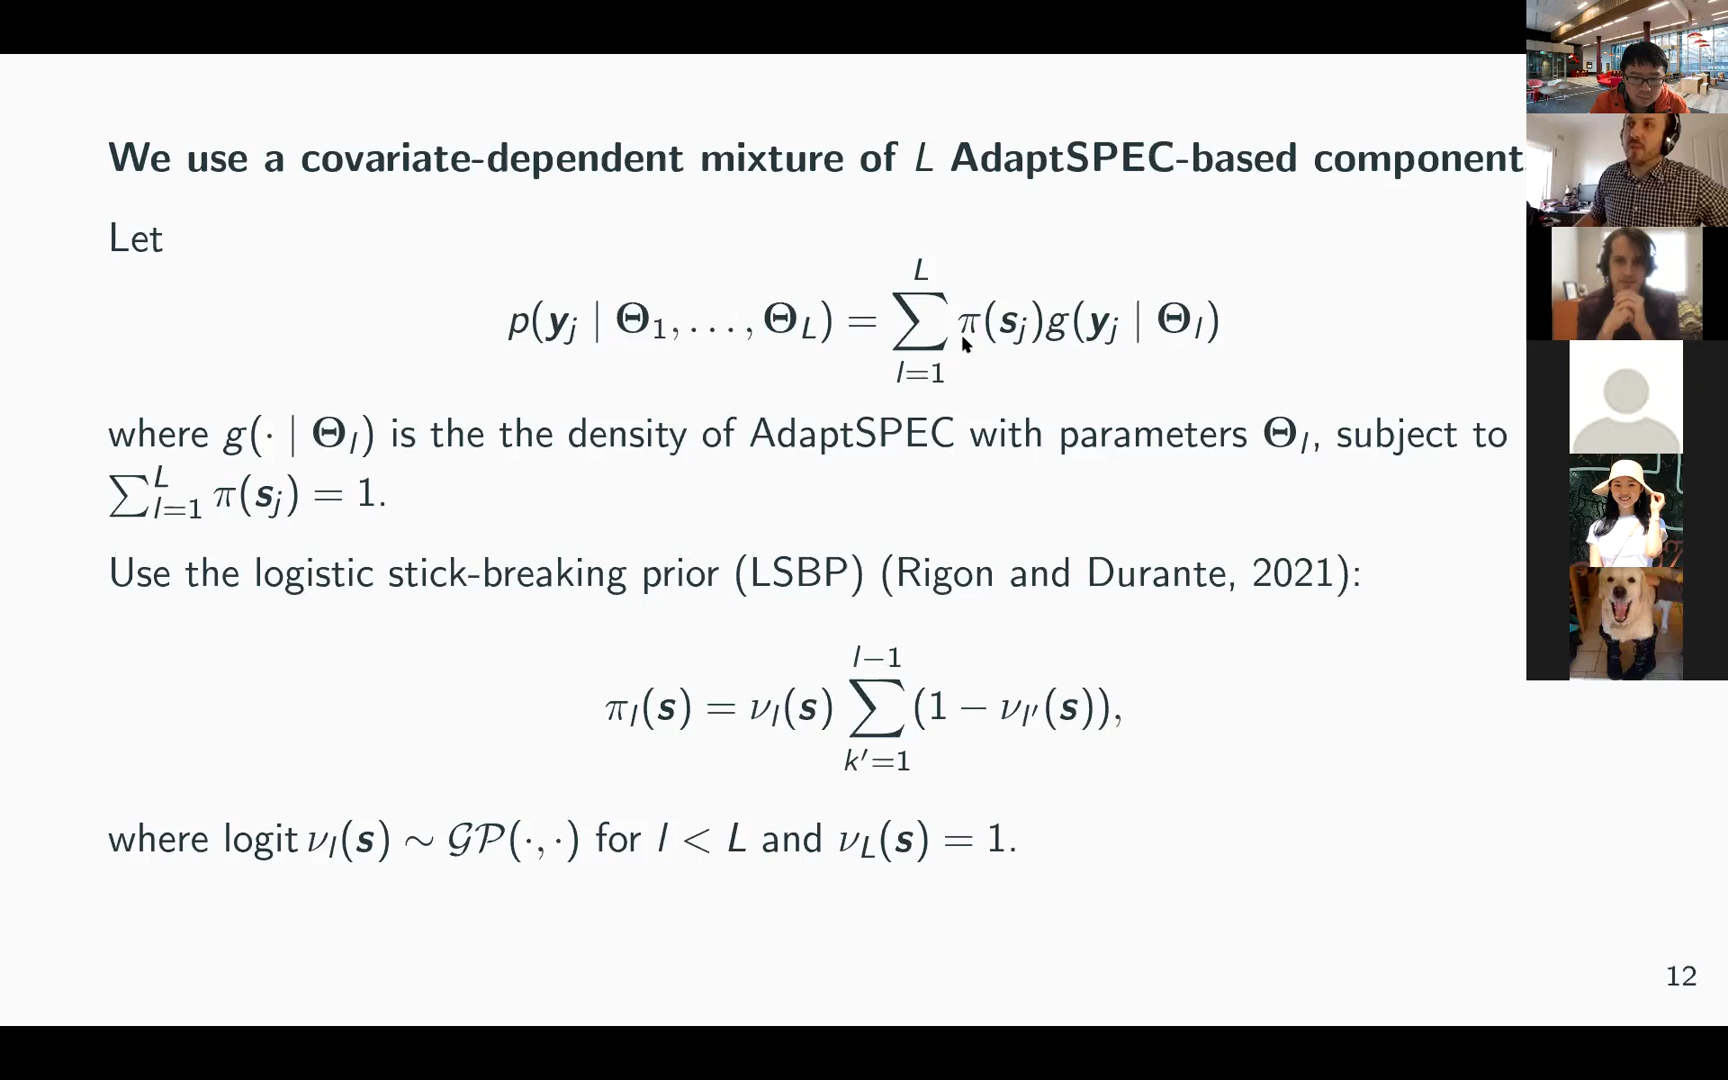 We use a covariate-dependent mixture of L AdaptSPEC-based component
Let
p(y_j | Θ_1, . . . , Θ_L) = ∑_{l=1}^{L} π(s_j)g(y_j | Θ_l)
where g(· | Θ_l) is the the density of AdaptSPEC with parameters Θ_l, subject to
∑_{l=1}^{L} π(s_j) = 1.
Use the logistic stick-breaking prior (LSBP) (Rigon and Durante, 2021):
π_l(s) = ν_l(s) ∑_{k′=1}^{l−1} (1 − ν_{l′}(s)),
where logit ν_l(s) ∼ 𝒢𝒫(·, ·) for l < L and ν_L(s) = 1.
12